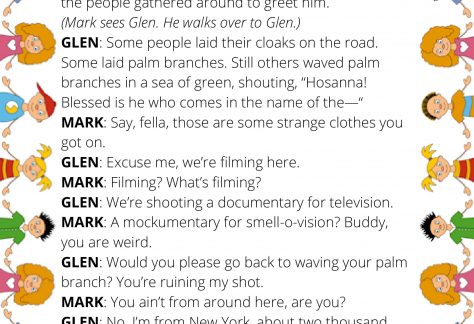 the people gathered around to greet him.
(Mark sees Glen. He walks over to Glen.)
GLEN: Some people laid their cloaks on the road.
Some laid palm branches. Still others waved palm
branches in a sea of green, shouting, “Hosanna!
Blessed is he who comes in the name of the—“
MARK: Say, fella, those are some strange clothes you
got on.
GLEN: Excuse me, we’re filming here.
MARK: Filming? What’s filming?
GLEN: We’re shooting a documentary for television.
MARK: A mockumentary for smell-o-vision? Buddy,
you are weird.
GLEN: Would you please go back to waving your palm
branch? You’re ruining my shot.
MARK: You ain’t from around here, are you?
GLEN: No, I’m from New York, about two thousand